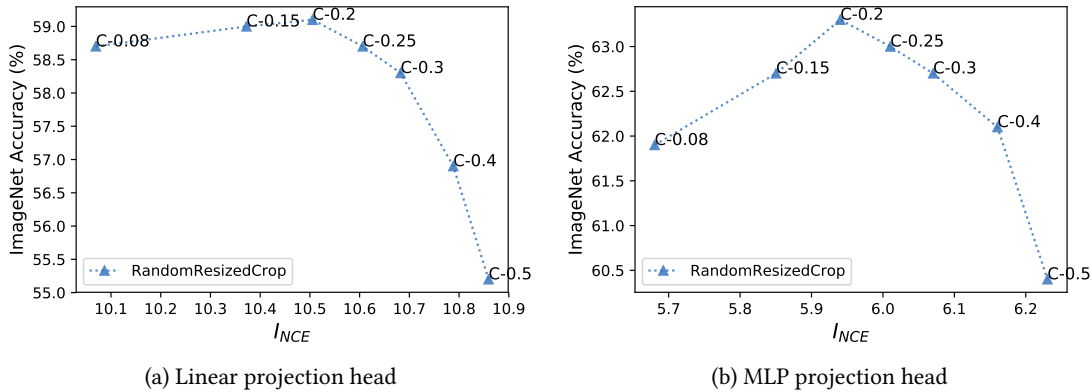 59.0
58.5
58.0
57.5
57.0
56.5
56.0
55.5
55.0
ImageNet Accuracy (%)
C-0.08
C-0.15
C-0.2
C-0.25
C-0.3
C-0.4
C-0.5
RandomResizedCrop
10.1 10.2 10.3 10.4 10.5 10.6 10.7 10.8 10.9
I_NCE
(a) Linear projection head
63.0
62.5
62.0
61.5
61.0
60.5
ImageNet Accuracy (%)
C-0.08
C-0.15
C-0.2
C-0.25
C-0.3
C-0.4
C-0.5
RandomResizedCrop
5.7 5.8 5.9 6.0 6.1 6.2
I_NCE
(b) MLP projection head